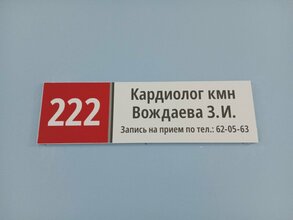 222
Кардиолог кмн
Вождаева З.И.
Запись на прием по тел.: 62-05-63